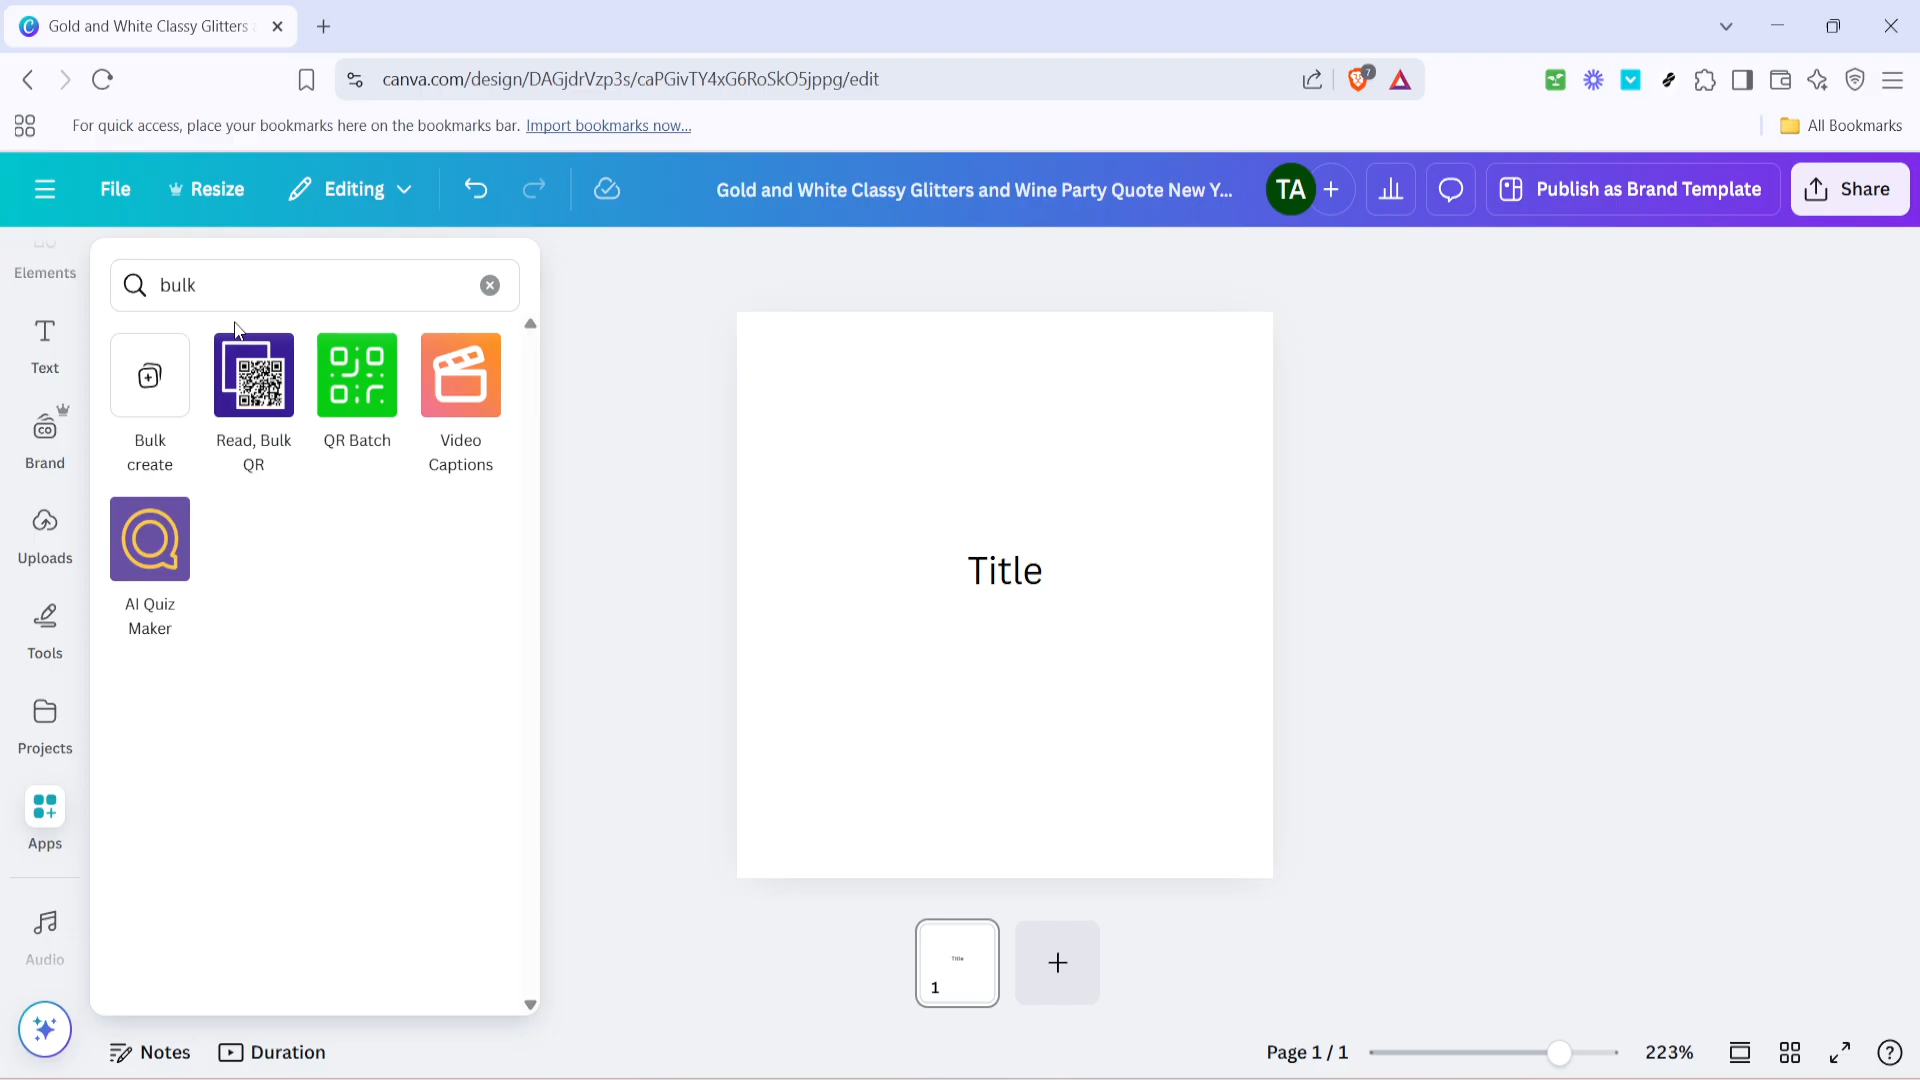 Gold and White Classy Glitters a
canva.com/design/DAGjdrVzp3s/caPGivTY4xG6RoSkO5jppg/edit
7
For quick access, place your bookmarks here on the bookmarks bar. Import bookmarks now...
All Bookmarks
File
Resize
Editing
Gold and White Classy Glitters and Wine Party Quote New Y...
TA
Publish as Brand Template
Share
Elements
Text
Brand
Uploads
Tools
Projects
Apps
Audio
bulk
Bulk
create
Read, Bulk
QR
QR Batch
Video
Captions
AI Quiz
Maker
Title
Title
1
Notes
Duration
Page 1 / 1
223%